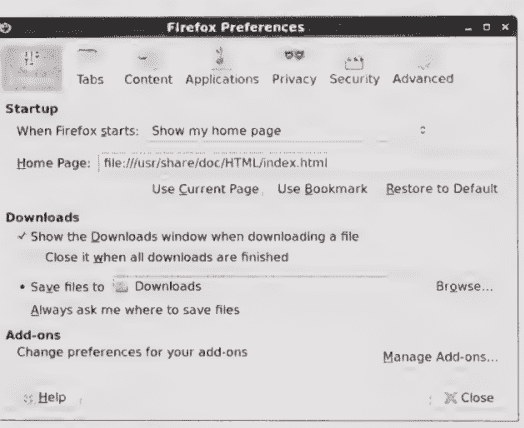 Firefox Preferences
Tabs Content Applications Privacy Security Advanced
Startup
When Firefox starts: Show my home page
Home Page: file:///usr/share/doc/HTML/index.html
Use Current Page Use Bookmark Restore to Default
Downloads
Show the Downloads window when downloading a file
Close it when all downloads are finished
Save files to Downloads Browse...
Always ask me where to save files
Add-ons
Change preferences for your add-ons
Manage Add-ons...
Help Close